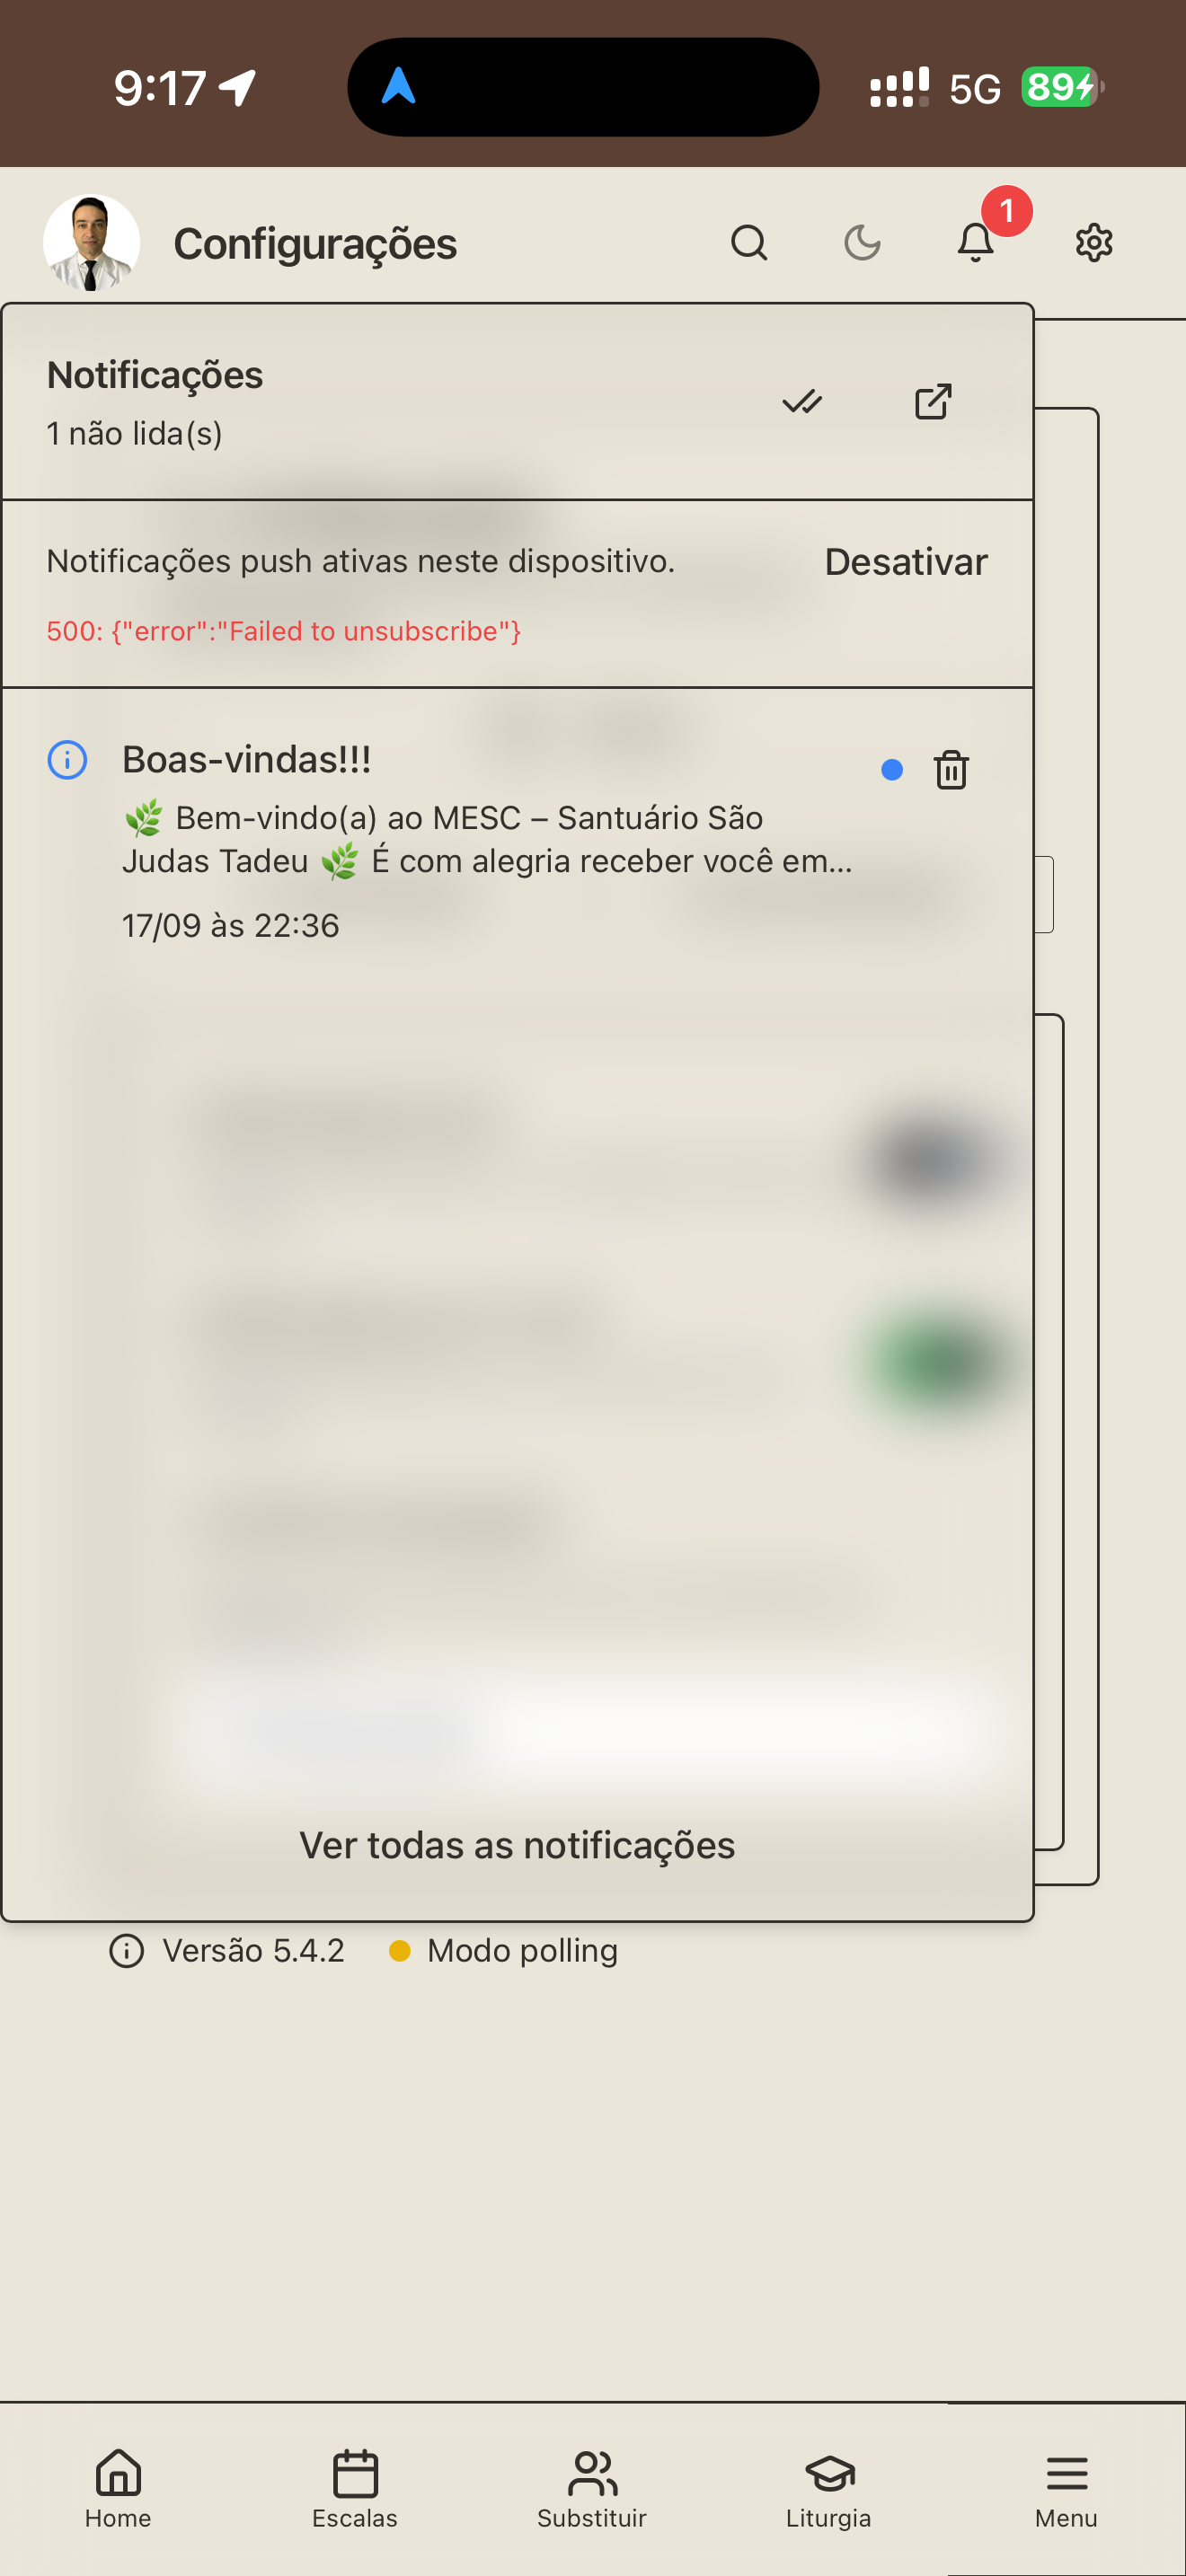 9:17
5G
89
Configurações
1
Notificações
1 não lida(s)
Notificações push ativas neste dispositivo.
Desativar
500: {"error":"Failed to unsubscribe"}
Boas-vindas!!!
🌿 Bem-vindo(a) ao MESC – Santuário São
Judas Tadeu 🌿 É com alegria receber você em...
17/09 às 22:36
Ver todas as notificações
Versão 5.4.2
Modo polling
Home
Escalas
Substituir
Liturgia
Menu